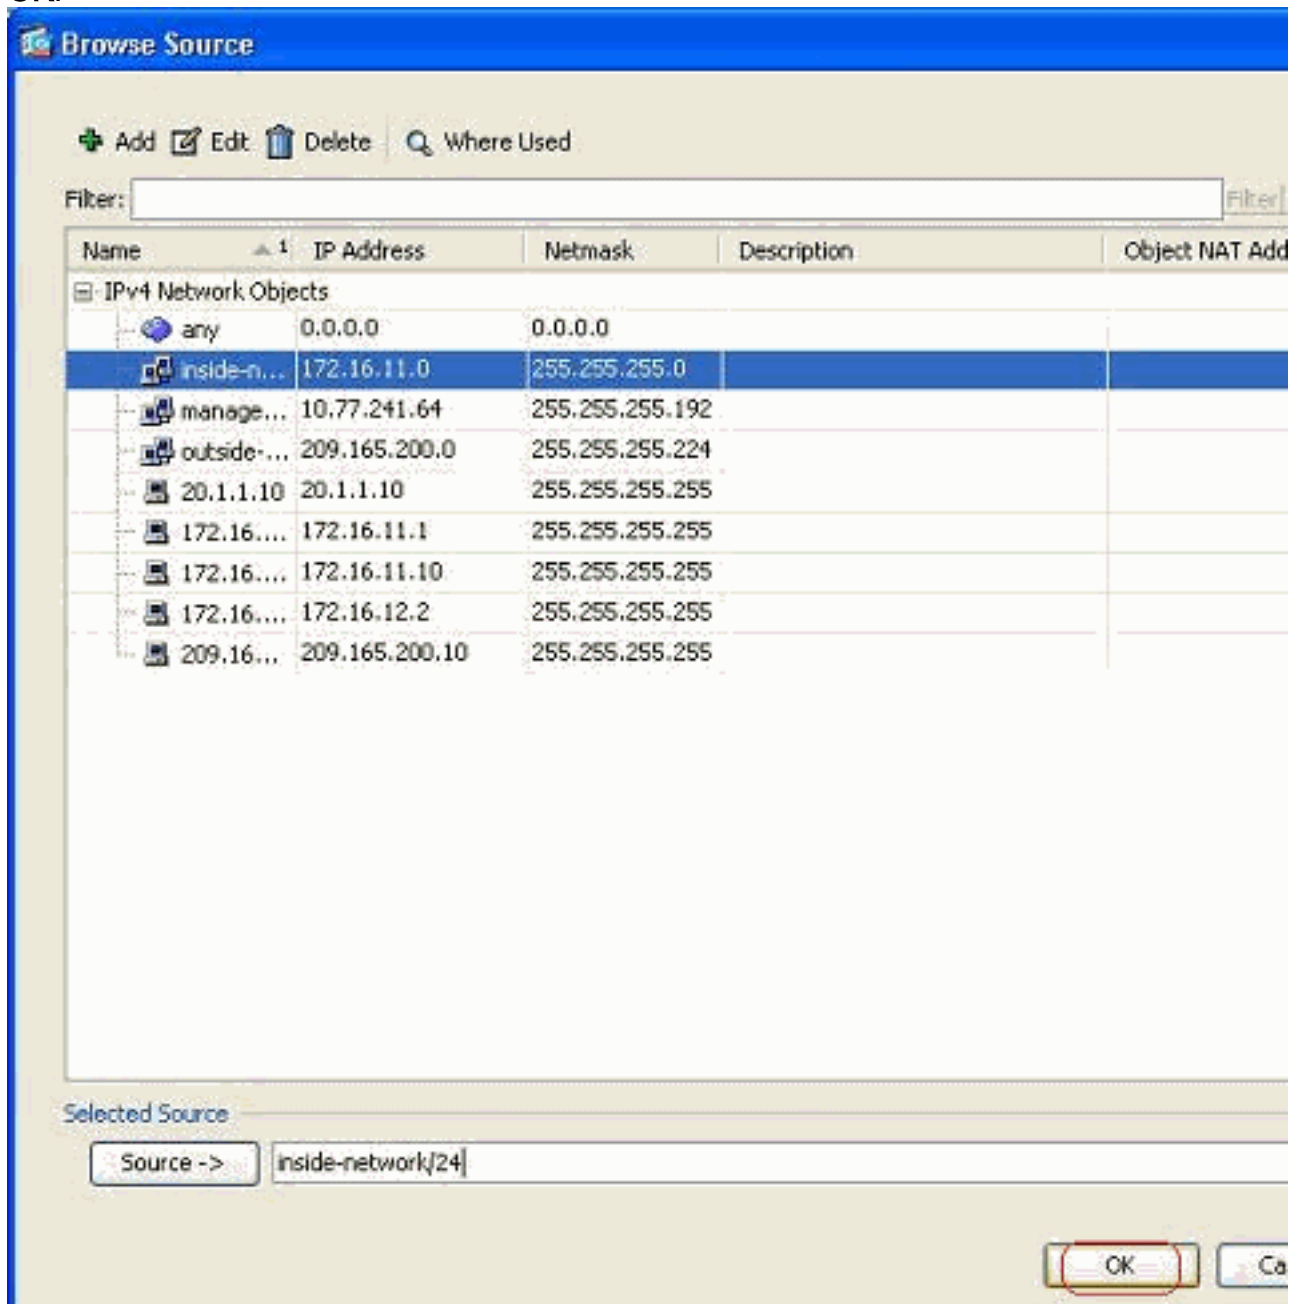 Browse Source
Add Edit Delete Where Used
Filter: Filter
Name 1 IP Address Netmask Description Object NAT Add
IPv4 Network Objects
any 0.0.0.0 0.0.0.0
inside-n... 172.16.11.0 255.255.255.0
manage... 10.77.241.64 255.255.255.192
outside-... 209.165.200.0 255.255.255.224
20.1.1.10 20.1.1.10 255.255.255.255
172.16.... 172.16.11.1 255.255.255.255
172.16.... 172.16.11.10 255.255.255.255
172.16.... 172.16.12.2 255.255.255.255
209.16... 209.165.200.10 255.255.255.255
Selected Source
Source -> inside-network/24
OK Ca